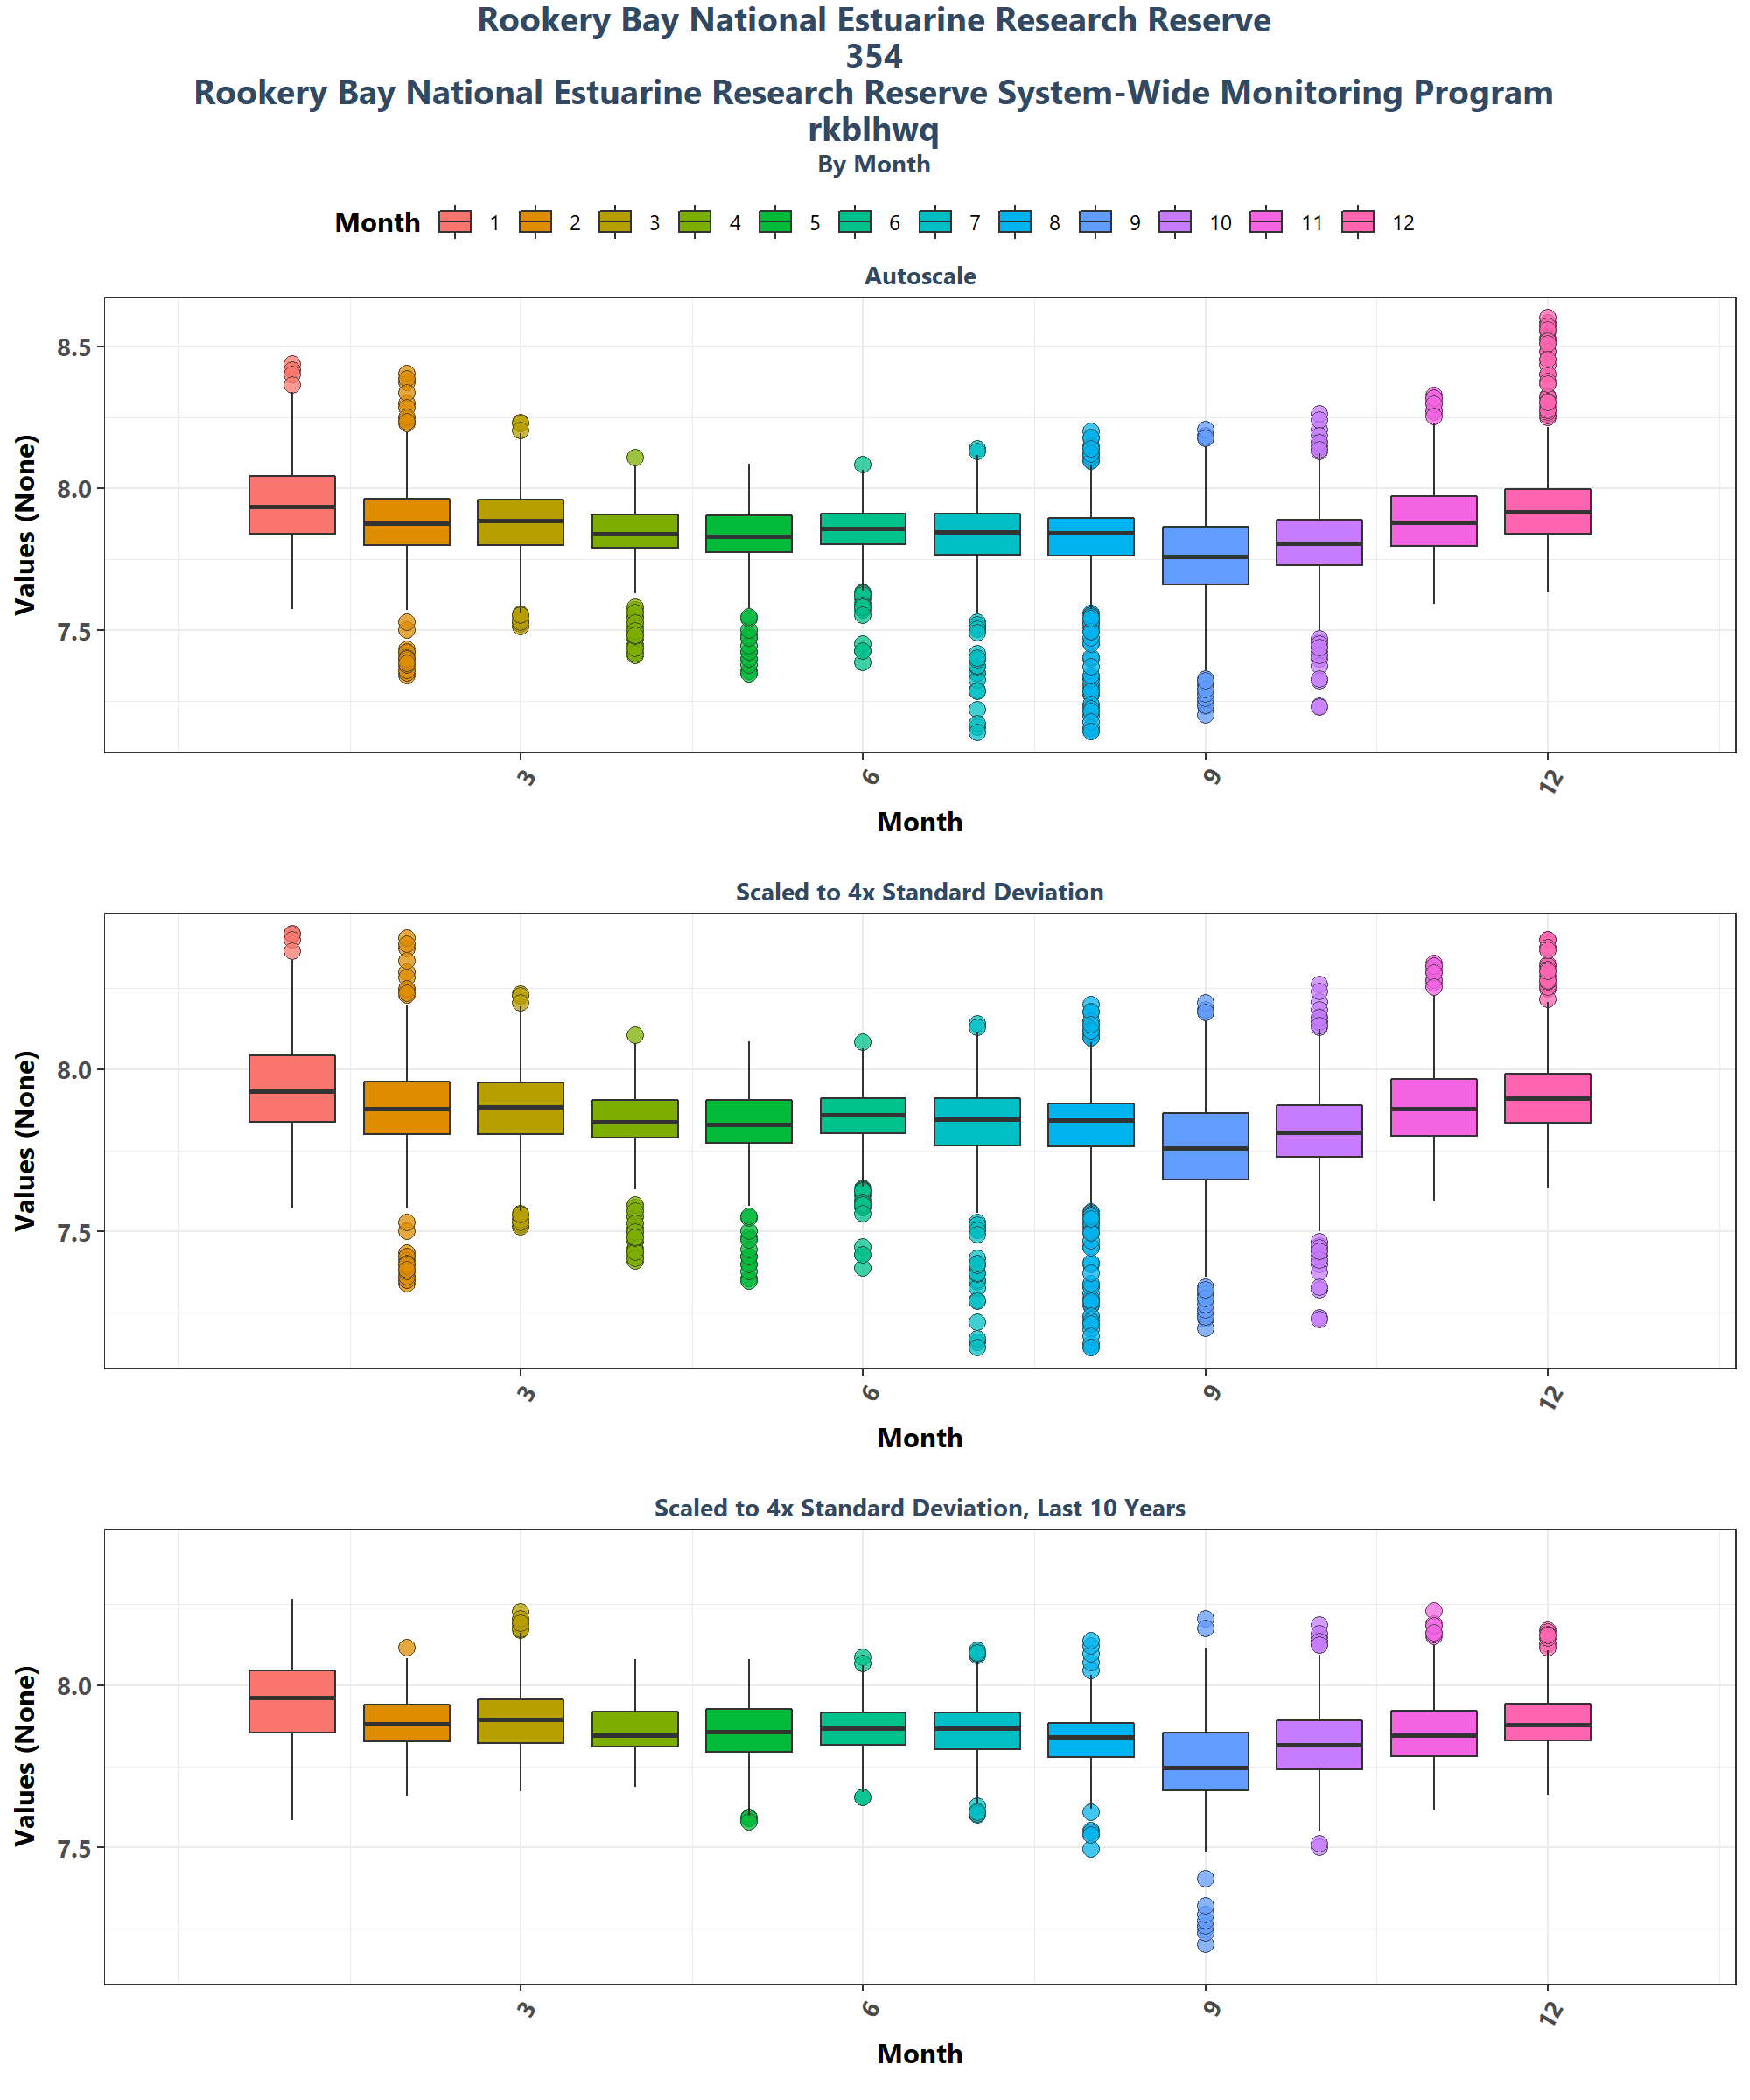 Rookery Bay National Estuarine Research Reserve
354
Rookery Bay National Estuarine Research Reserve System-Wide Monitoring Program
rkblhwq
By Month
Month 1 2 3 4 5 6 7 8 9 10 11 12
Autoscale
Values (None)
8.5
8.0
7.5
3 6 9 12
Month
Scaled to 4x Standard Deviation
Values (None)
8.0
7.5
3 6 9 12
Month
Scaled to 4x Standard Deviation, Last 10 Years
Values (None)
8.0
7.5
3 6 9 12
Month